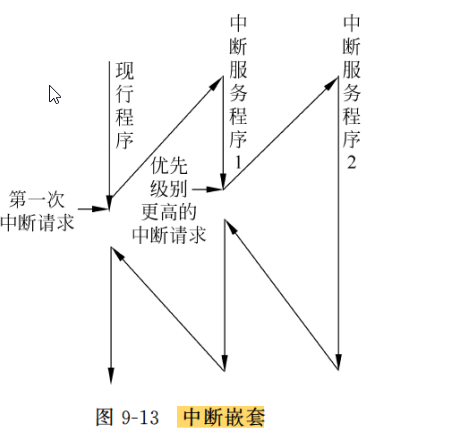 中断服务程序1
中断服务程序2
现行程序
优先
级别
更高的
中断请求
第一次
中断请求
图 9-13 中断嵌套